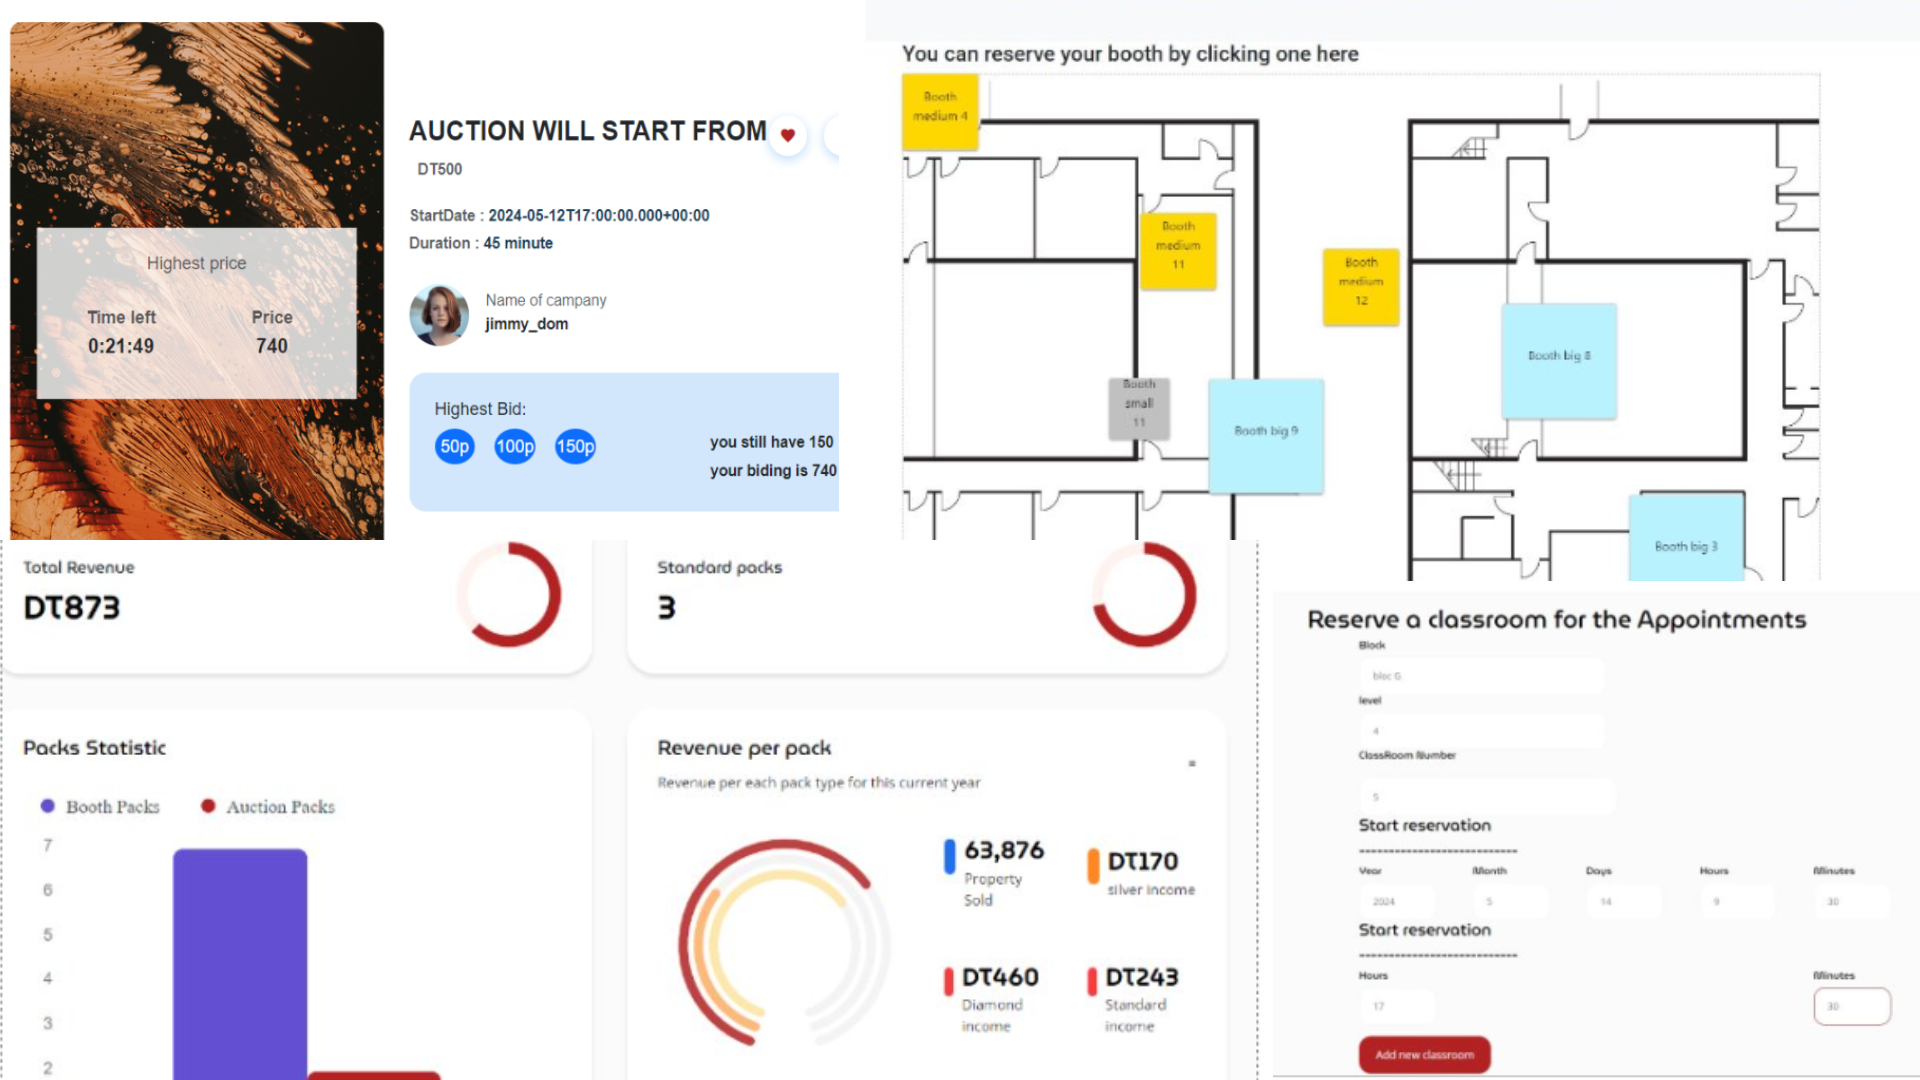 AUCTION WILL START FROM
DT500
StartDate : 2024-05-12T17:00:00.000+00:00
Duration : 45 minute
Name of campany
jimmy_dom
Highest price
Time left
Price
0:21:49
740
Highest Bid:
50p
100p
150p
you still have 150
your biding is 740
You can reserve your booth by clicking one here
Booth
medium 4
Booth
medium
11
Booth
medium
12
Booth big 8
Booth
small
11
Booth big 9
Booth big 3
Total Revenue
DT873
Standard packs
3
Packs Statistic
Booth Packs
Auction Packs
7
6
5
4
3
2
Revenue per pack
Revenue per each pack type for this current year
63,876
Property
Sold
DT170
silver income
DT460
Diamond
income
DT243
Standard
income
Reserve a classroom for the Appointments
Block
bloc G
level
4
ClassRoom Number
5
Start reservation
----------------------------
Year
Month
Days
Hours
Minutes
2024
5
14
9
30
Start reservation
----------------------------
Hours
Minutes
17
30
Add new classroom